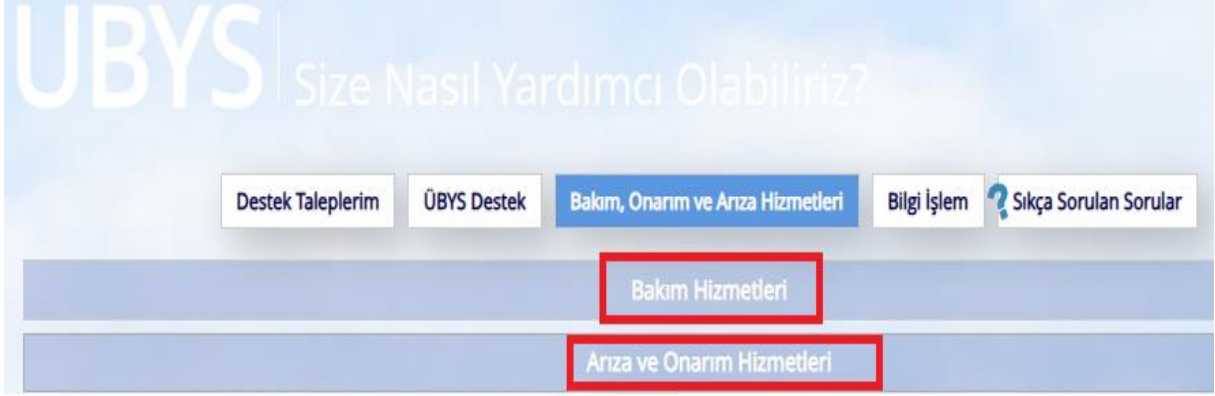 UBYS Size Nasıl Yardımcı Olabiliriz?
Destek Taleplerim ÜBYS Destek Bakım, Onarım ve Arıza Hizmetleri Bilgi İşlem ? Sıkça Sorulan Sorular
Bakım Hizmetleri
Arıza ve Onarım Hizmetleri